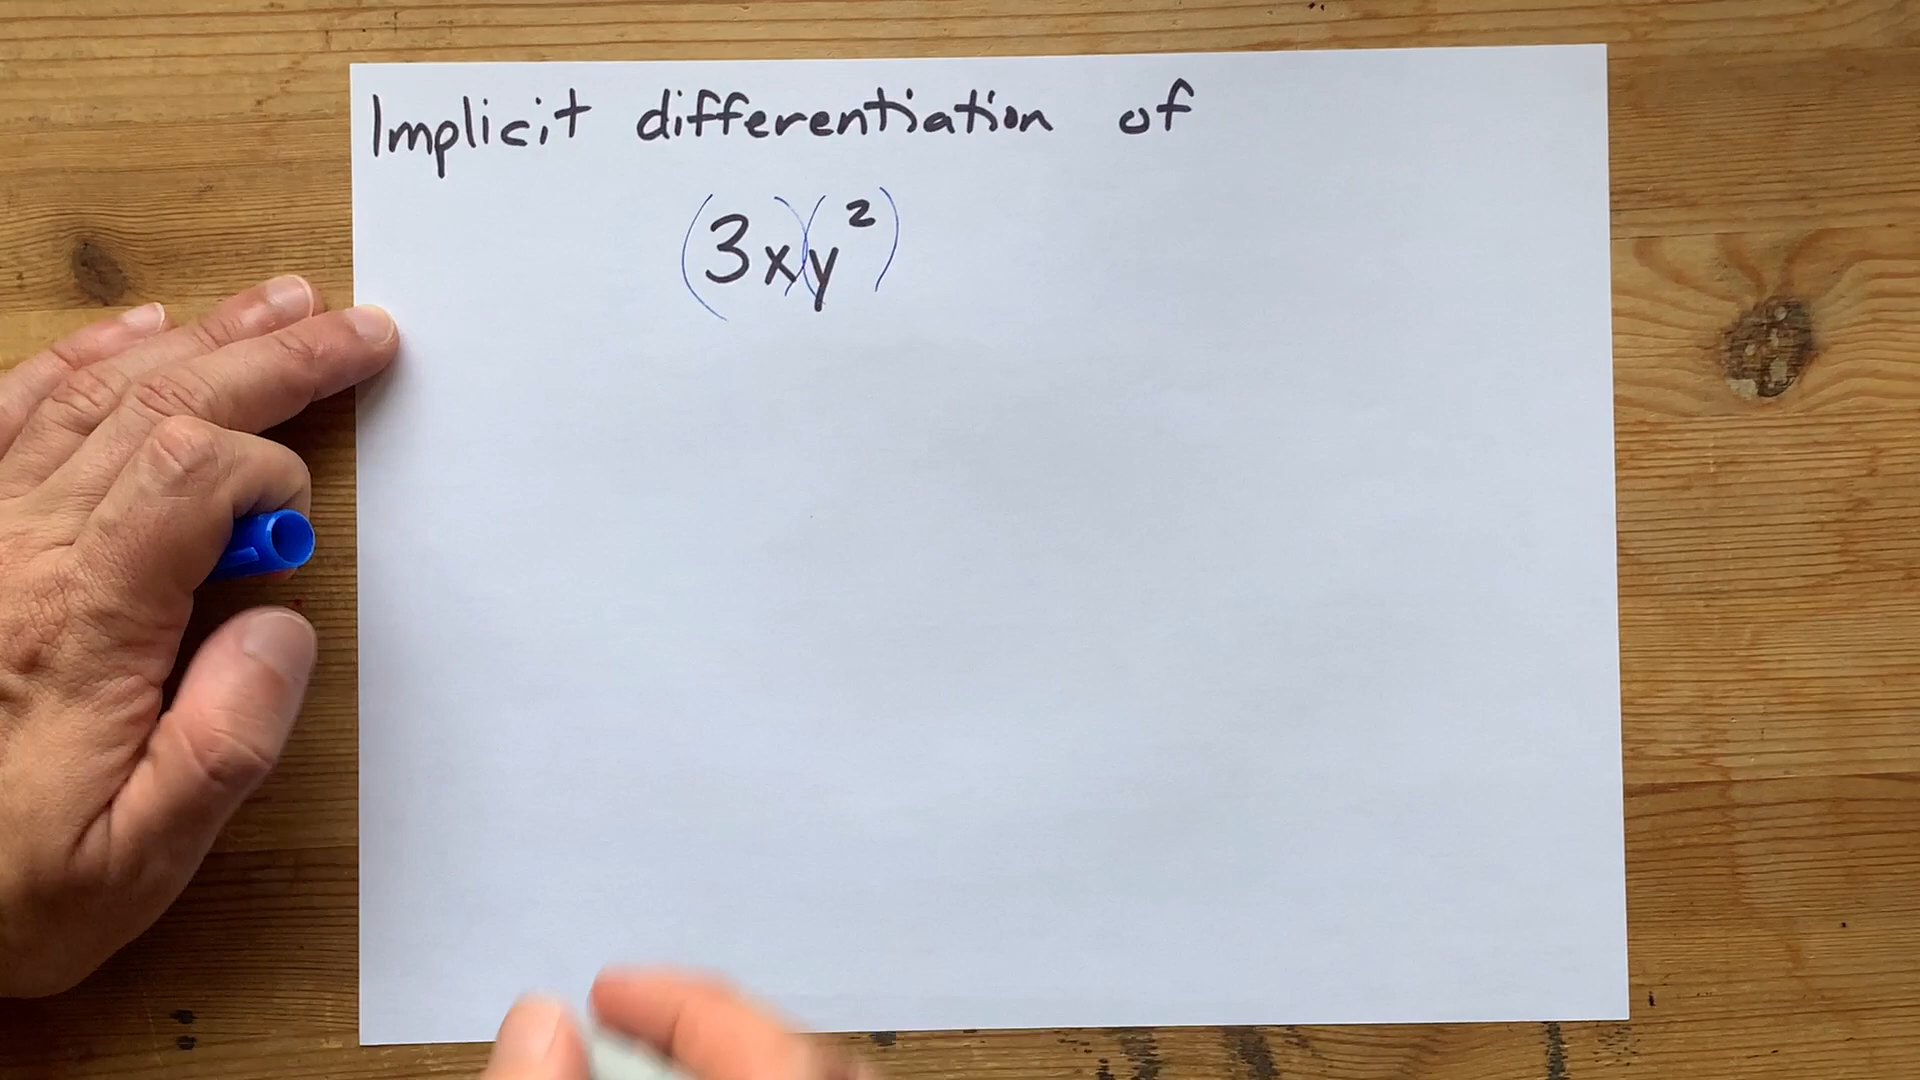 Implicit differentiation of
(3x)(y²)